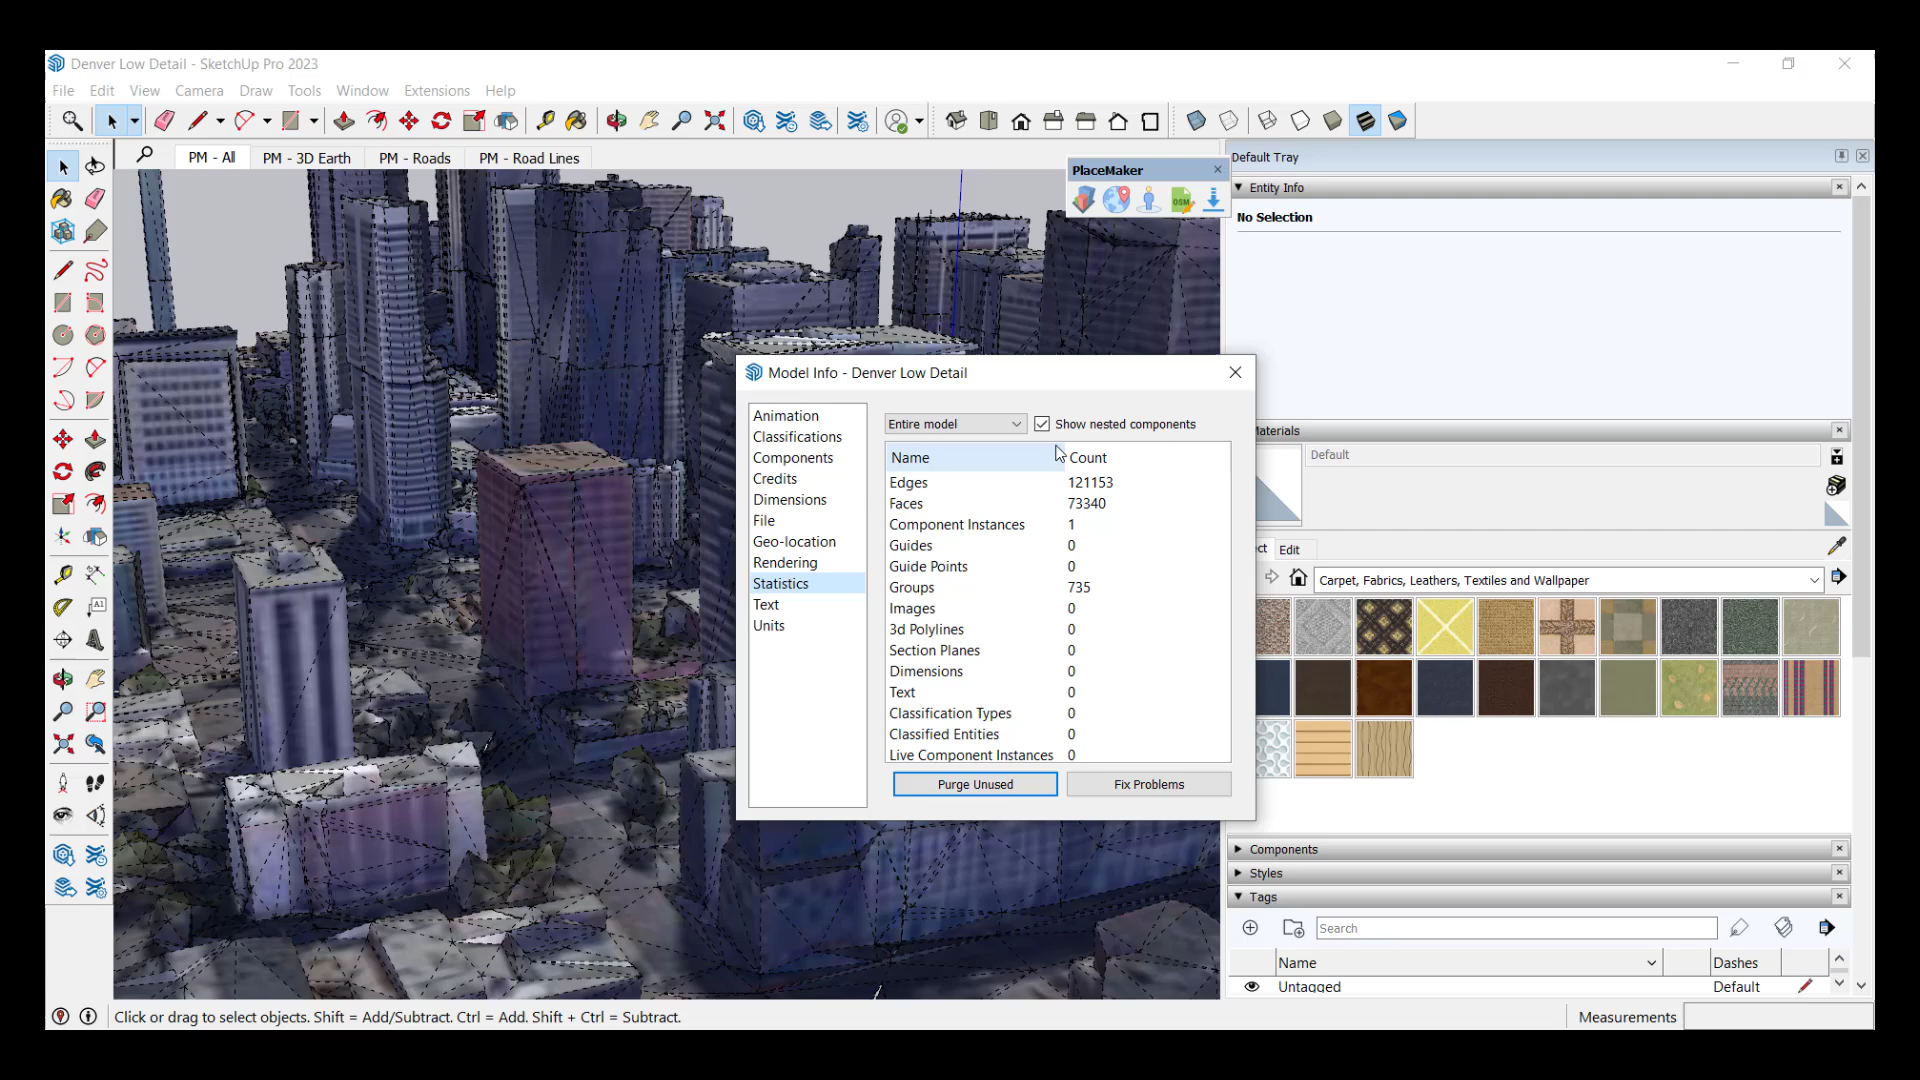 Denver Low Detail - SketchUp Pro 2023
File Edit View Camera Draw Tools Window Extensions Help
PM - All PM - 3D Earth PM - Roads PM - Road Lines
PlaceMaker
OSM
Default Tray
Entity Info
No Selection
A1
Model Info - Denver Low Detail
Animation
Classifications
Components
Credits
Dimensions
File
Geo-location
Rendering
Statistics
Text
Units
Entire model Show nested components
Name Count
Edges 121153
Faces 73340
Component Instances 1
Guides 0
Guide Points 0
Groups 735
Images 0
3d Polylines 0
Section Planes 0
Dimensions 0
Text 0
Classification Types 0
Classified Entities 0
Live Component Instances 0
Purge Unused Fix Problems
Materials
Default
ct Edit
Carpet, Fabrics, Leathers, Textiles and Wallpaper
Components
Styles
Tags
Search
Name Dashes
Untagged Default
Click or drag to select objects. Shift = Add/Subtract. Ctrl = Add. Shift + Ctrl = Subtract.
Measurements